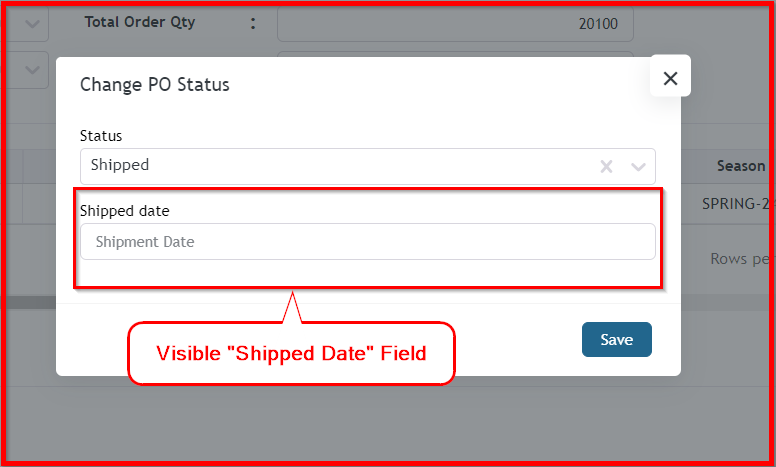 Total Order Qty : 20100
Change PO Status
Status
Shipped
Season
Shipped date
SPRING-2
Shipment Date
Rows per
Visible "Shipped Date" Field
Save